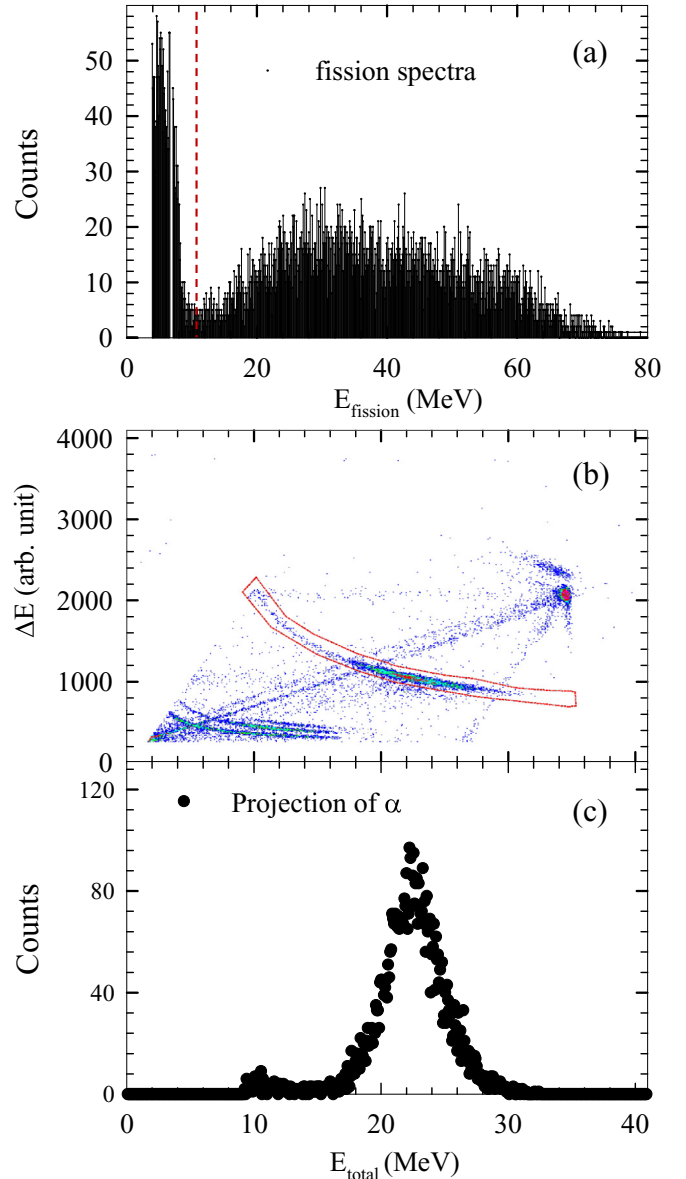 (a)
fission spectra
Counts
50
40
30
20
10
0
0 20 40 60 80
E_fission (MeV)
(b)
ΔE (arb. unit)
4000
3000
2000
1000
0
(c)
Projection of α
Counts
120
80
40
0
0 10 20 30 40
E_total (MeV)